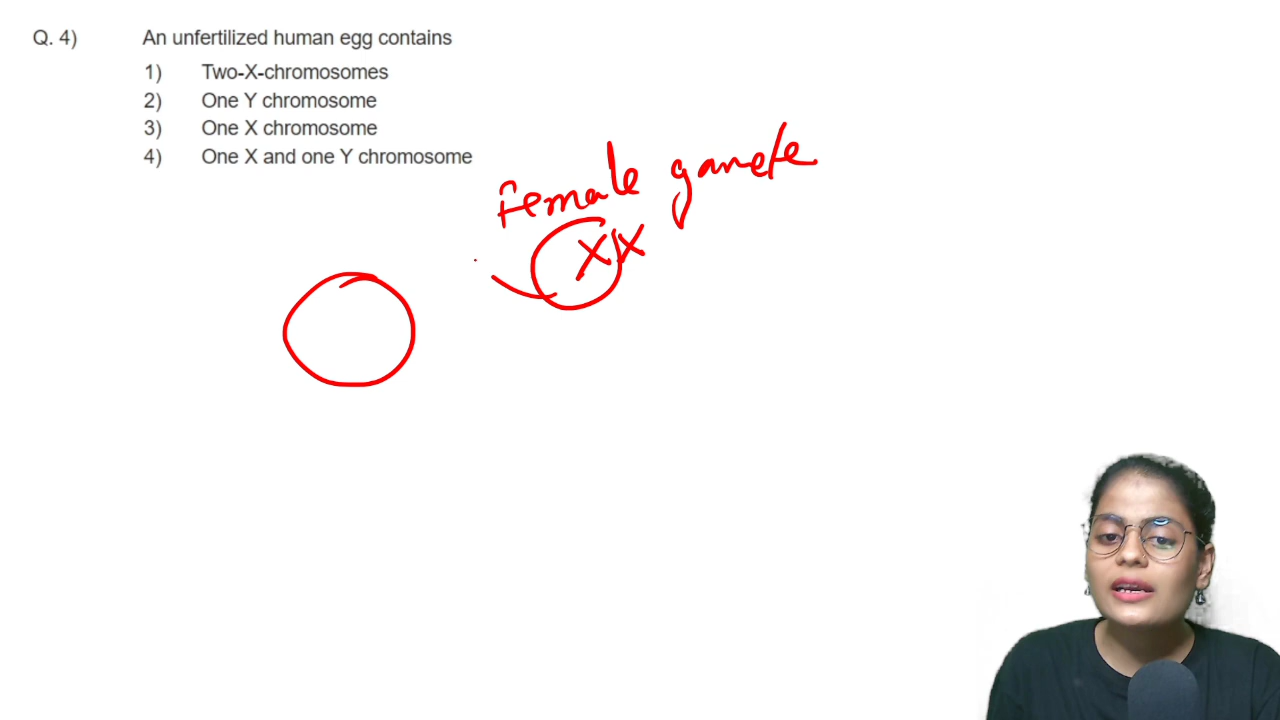 Q. 4) An unfertilized human egg contains
1) Two-X-chromosomes
2) One Y chromosome
3) One X chromosome
4) One X and one Y chromosome
Female gamete
XX